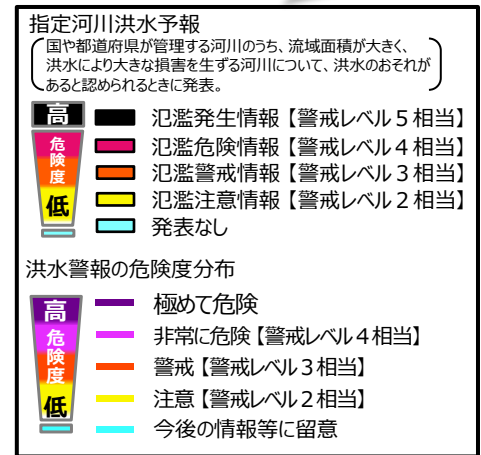 指定河川洪水予報
国や都道府県が管理する河川のうち、流域面積が大きく、
洪水により大きな損害を生ずる河川について、洪水のおそれが
あると認められるときに発表。
高
危険度
低
氾濫発生情報【警戒レベル5相当】
氾濫危険情報【警戒レベル4相当】
氾濫警戒情報【警戒レベル3相当】
氾濫注意情報【警戒レベル2相当】
発表なし
洪水警報の危険度分布
高
危険度
低
極めて危険
非常に危険【警戒レベル4相当】
警戒【警戒レベル3相当】
注意【警戒レベル2相当】
今後の情報等に留意